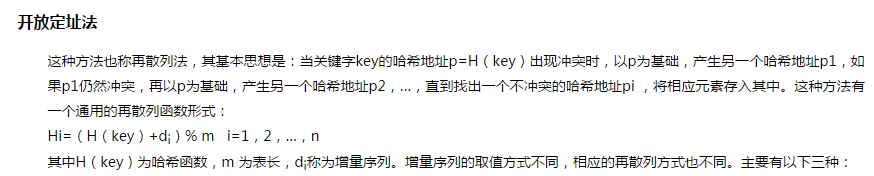 开放定址法
这种方法也称再散列法，其基本思想是：当关键字key的哈希地址p=H（key）出现冲突时，以p为基础，产生另一个哈希地址p1，如
果p1仍然冲突，再以p为基础，产生另一个哈希地址p2，…，直到找出一个不冲突的哈希地址pi ，将相应元素存入其中。这种方法有
一个通用的再散列函数形式：
Hi=（H（key）+di）% m   i=1，2，…，n
其中H（key）为哈希函数，m 为表长，di称为增量序列。增量序列的取值方式不同，相应的再散列方式也不同。主要有以下三种：